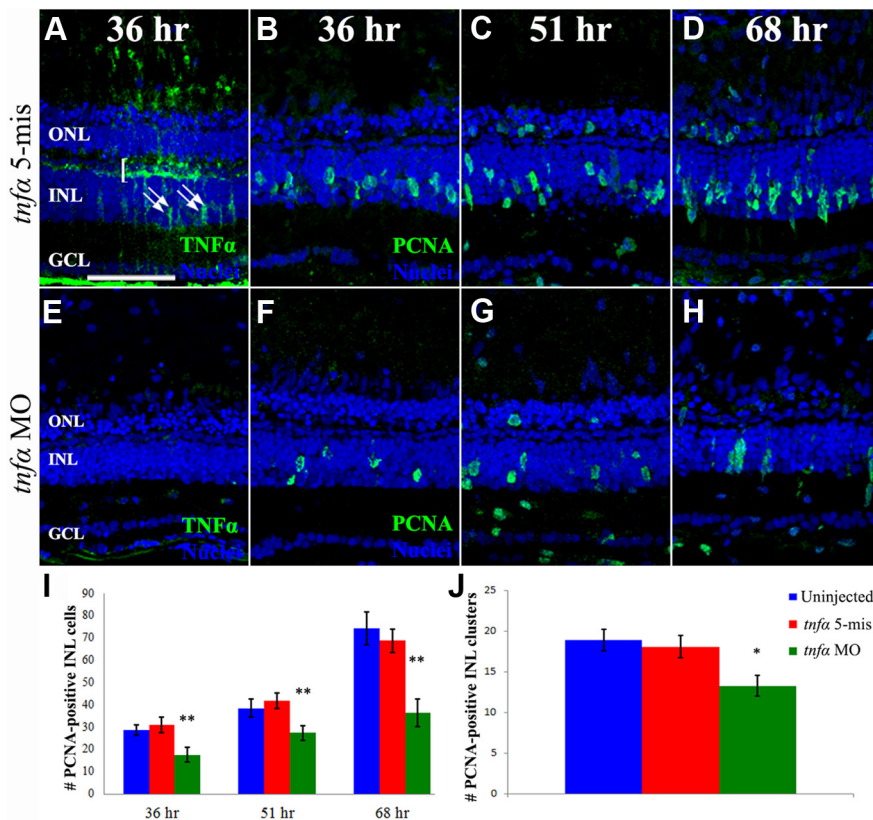 A 36 hr
B 36 hr
C 51 hr
D 68 hr
tnfα 5-mis
ONL
INL
GCL
TNFα
Nuclei
PCNA
Nuclei
E
F
G
H
tnfα MO
ONL
INL
GCL
TNFα
Nuclei
PCNA
Nuclei
I
# PCNA-positive INL cells
90
80
70
60
50
40
30
20
10
0
**
**
**
36 hr
51 hr
68 hr
J
# PCNA-positive INL clusters
25
20
15
10
5
0
*
Uninjected
tnfα 5-mis
tnfα MO